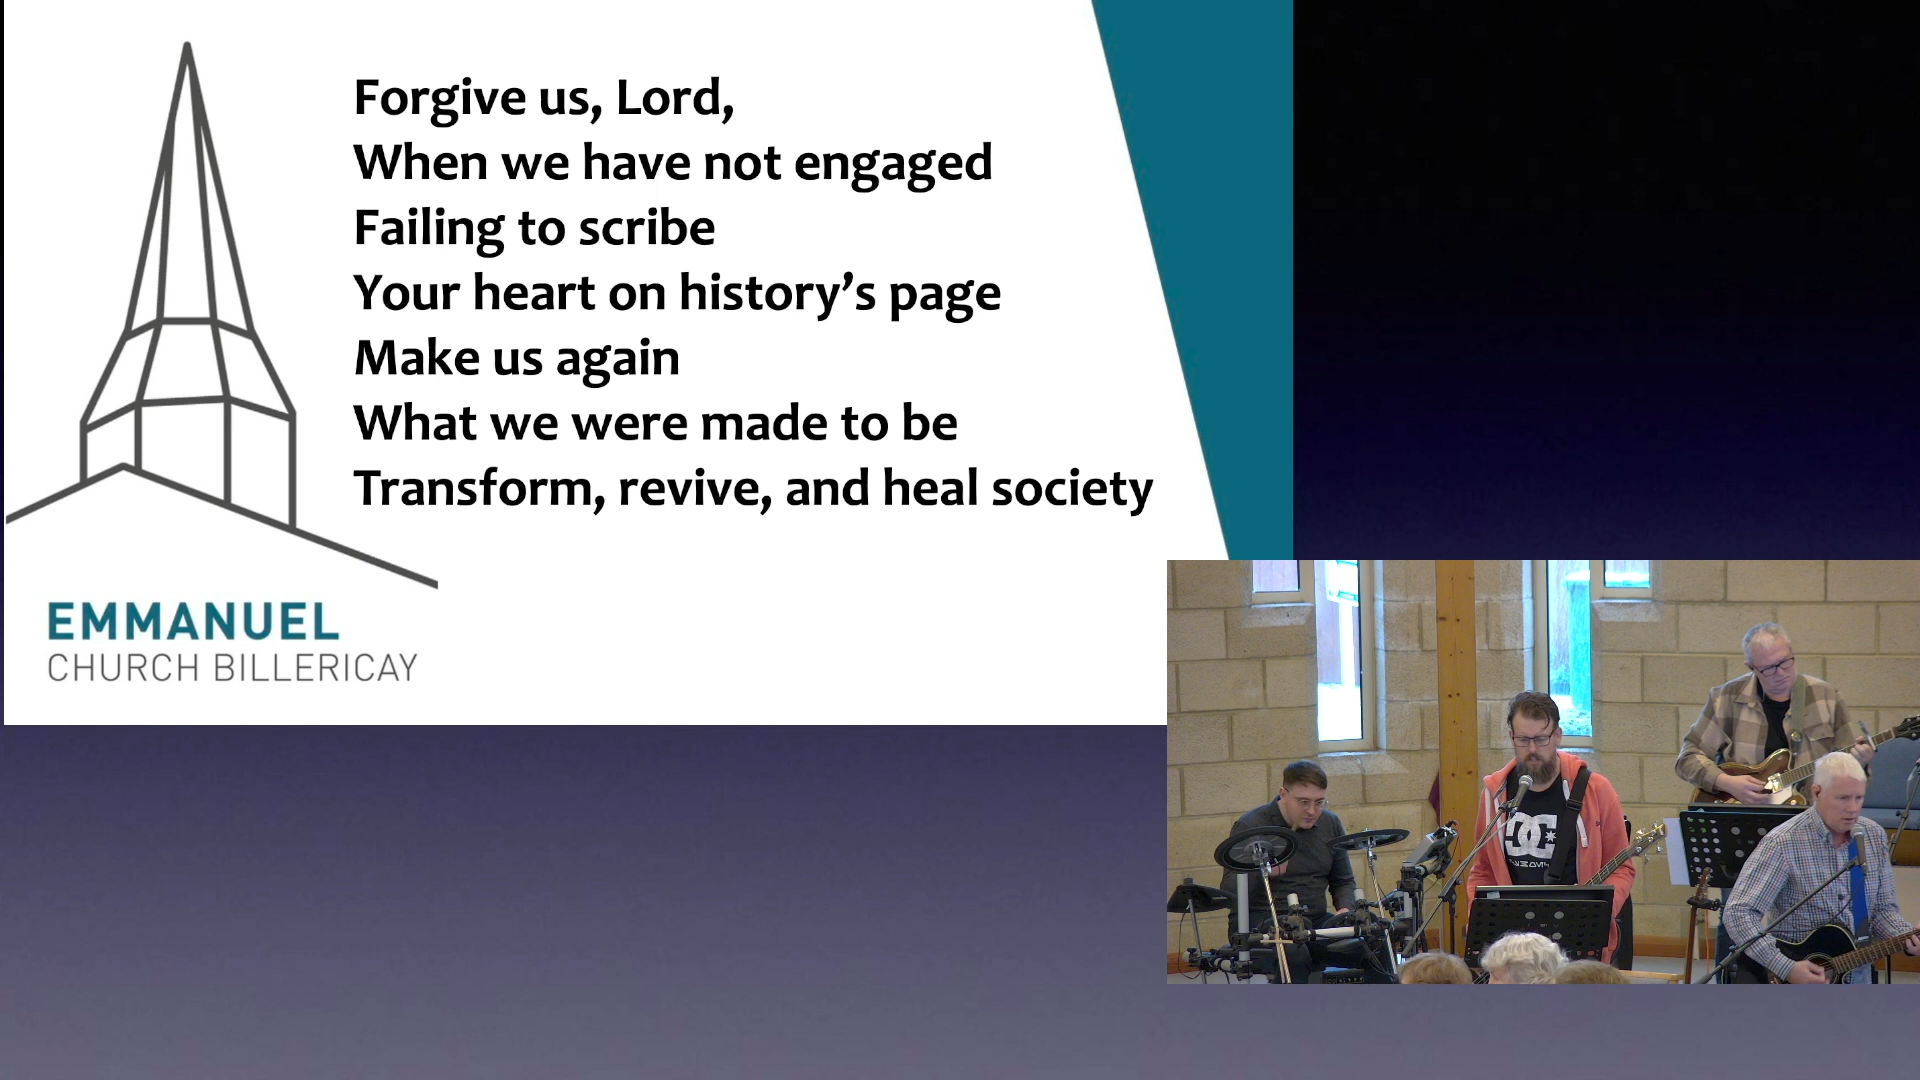 Forgive us, Lord,
When we have not engaged
Failing to scribe
Your heart on history’s page
Make us again
What we were made to be
Transform, revive, and heal society
EMMANUEL
CHURCH BILLERICAY
DC